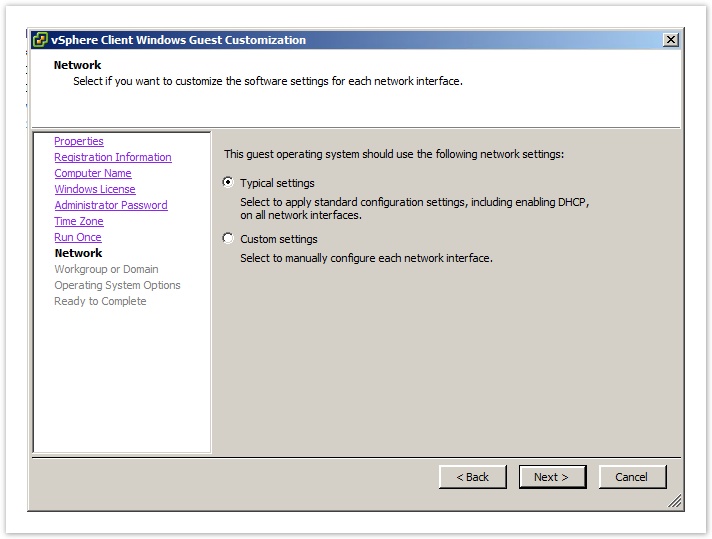 vSphere Client Windows Guest Customization
Network
Select if you want to customize the software settings for each network interface.
Properties
Registration Information
Computer Name
Windows License
Administrator Password
Time Zone
Run Once
Network
Workgroup or Domain
Operating System Options
Ready to Complete
This guest operating system should use the following network settings:
Typical settings
Select to apply standard configuration settings, including enabling DHCP,
on all network interfaces.
Custom settings
Select to manually configure each network interface.
< Back
Next >
Cancel